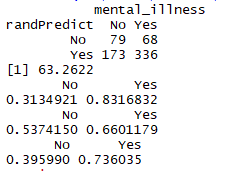 mental_illness
randPredict No Yes
No 79 68
Yes 173 336
[1] 63.2622
No Yes
0.3134921 0.8316832
No Yes
0.5374150 0.6601179
No Yes
0.395990 0.736035